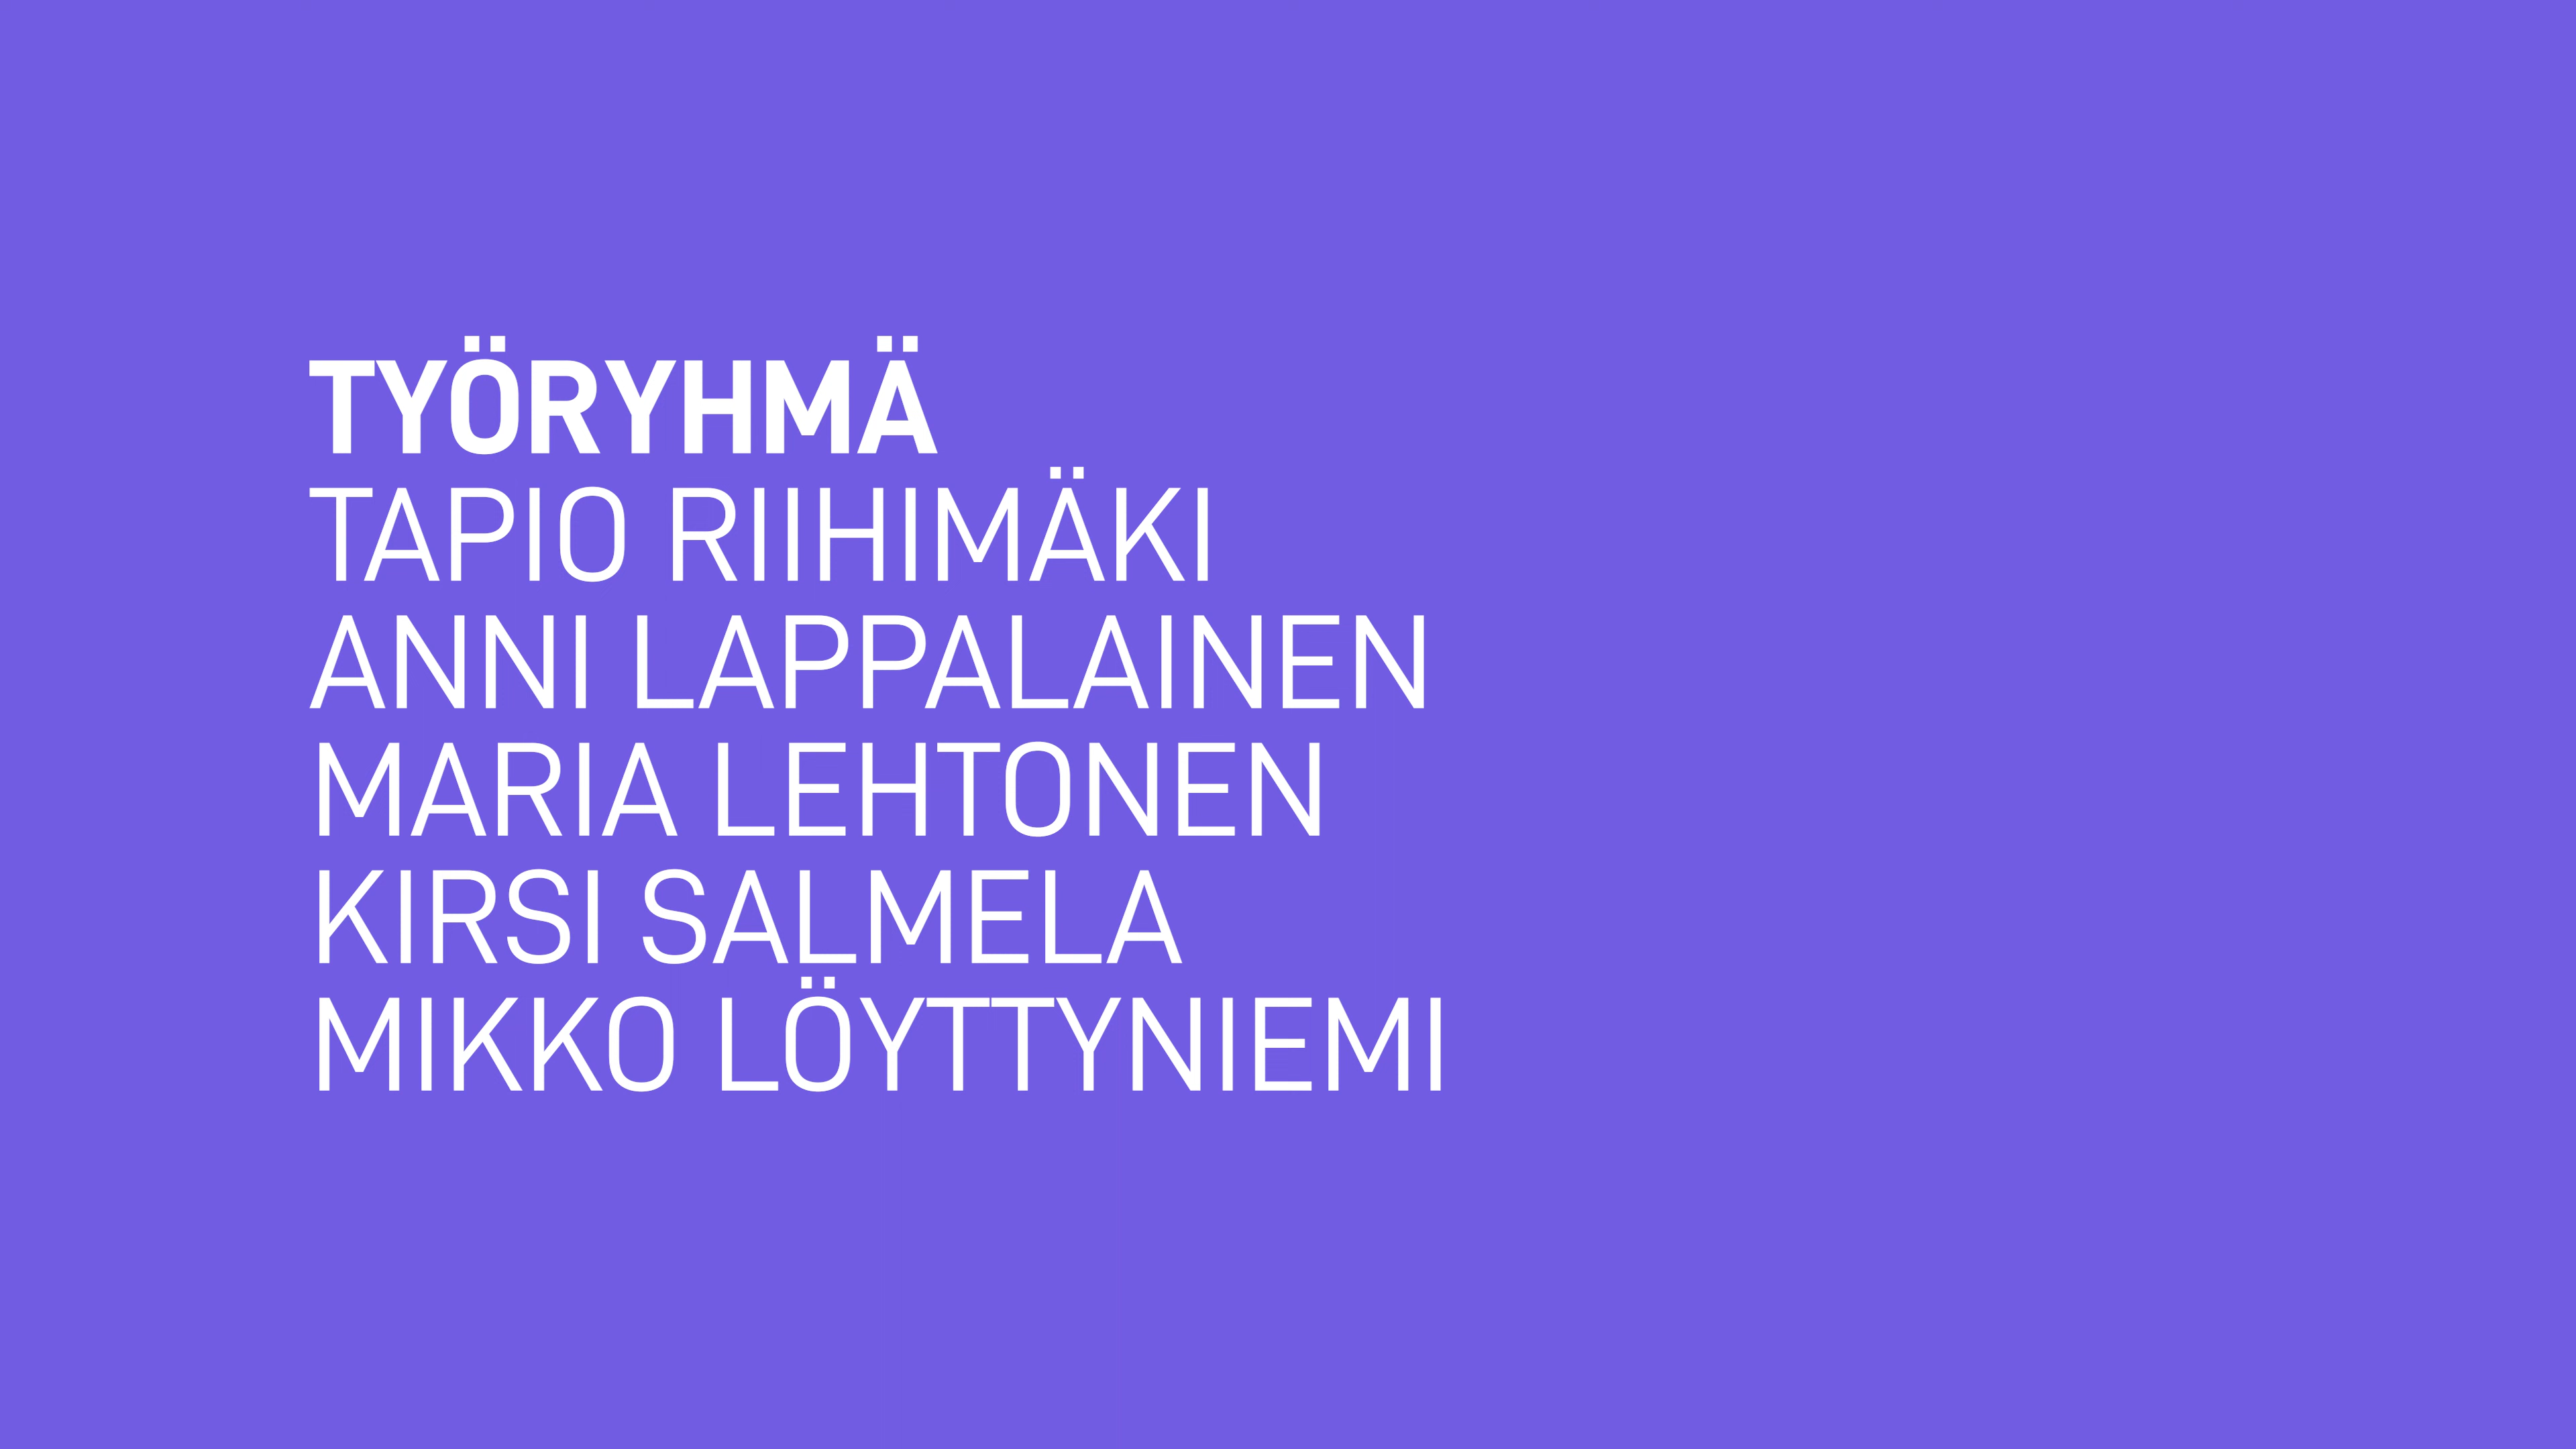 TYÖRYHMÄ
TAPIO RIIHIMÄKI
ANNI LAPPALAINEN
MARIA LEHTONEN
KIRSI SALMELA
MIKKO LÖYTTYNIEMI